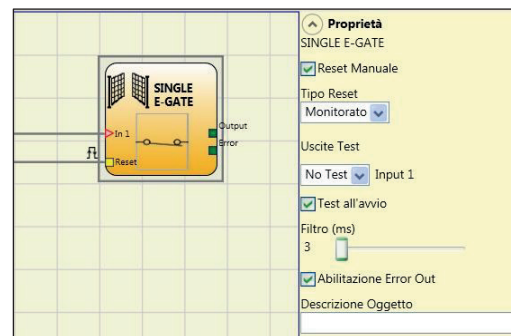 SINGLE
E-GATE
In 1
Output
Error
Reset
Proprietà
SINGLE E-GATE
Reset Manuale
Tipo Reset
Monitorato
Uscite Test
No Test Input 1
Test all'avvio
Filtro (ms)
3
Abilitazione Error Out
Descrizione Oggetto